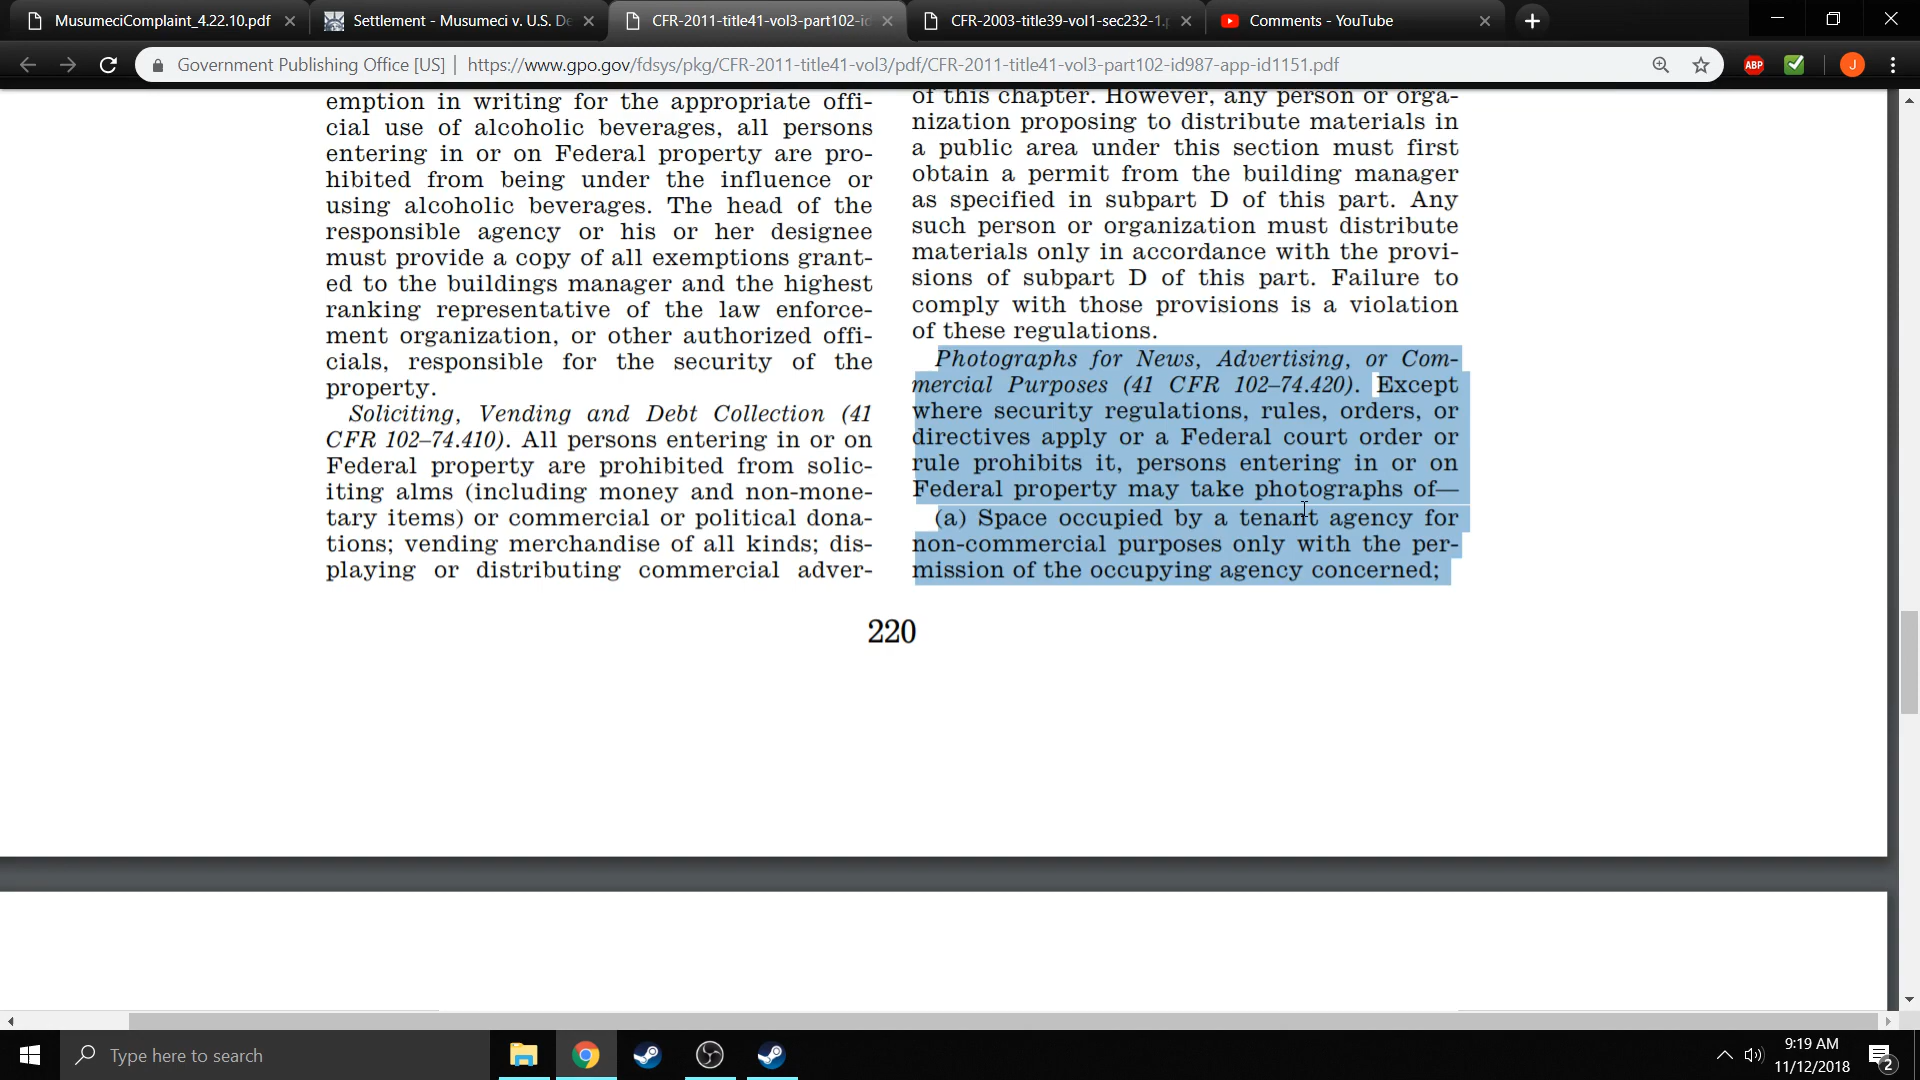 MusumeciComplaint_4.22.10.pdf
Settlement - Musumeci v. U.S. De
CFR-2011-title41-vol3-part102-id
CFR-2003-title39-vol1-sec232-1.p
Comments - YouTube
Government Publishing Office [US] | https://www.gpo.gov/fdsys/pkg/CFR-2011-title41-vol3/pdf/CFR-2011-title41-vol3-part102-id987-app-id1151.pdf
ABP
J
emption in writing for the appropriate offi-
cial use of alcoholic beverages, all persons
entering in or on Federal property are pro-
hibited from being under the influence or
using alcoholic beverages. The head of the
responsible agency or his or her designee
must provide a copy of all exemptions grant-
ed to the buildings manager and the highest
ranking representative of the law enforce-
ment organization, or other authorized offi-
cials, responsible for the security of the
property.
Soliciting, Vending and Debt Collection (41
CFR 102–74.410). All persons entering in or on
Federal property are prohibited from solic-
iting alms (including money and non-mone-
tary items) or commercial or political dona-
tions; vending merchandise of all kinds; dis-
playing or distributing commercial adver-
of this chapter. However, any person or orga-
nization proposing to distribute materials in
a public area under this section must first
obtain a permit from the building manager
as specified in subpart D of this part. Any
such person or organization must distribute
materials only in accordance with the provi-
sions of subpart D of this part. Failure to
comply with those provisions is a violation
of these regulations.
Photographs for News, Advertising, or Com-
mercial Purposes (41 CFR 102–74.420). Except
where security regulations, rules, orders, or
directives apply or a Federal court order or
rule prohibits it, persons entering in or on
Federal property may take photographs of—
(a) Space occupied by a tenant agency for
non-commercial purposes only with the per-
mission of the occupying agency concerned;
220
Type here to search
9:19 AM
11/12/2018
2